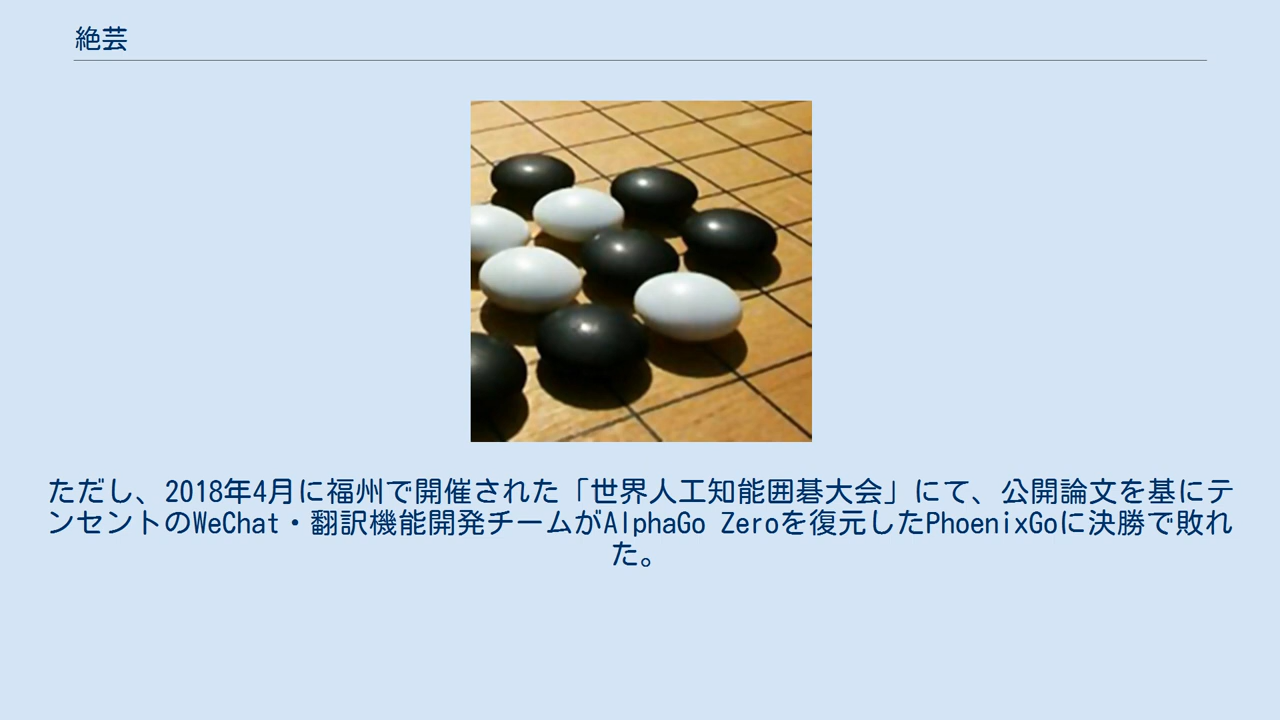 絶芸
ただし、2018年4月に福州で開催された「世界人工知能囲碁大会」にて、公開論文を基にテ
ンセントのWeChat・翻訳機能開発チームがAlphaGo Zeroを復元したPhoenixGoに決勝で敗れ
た。